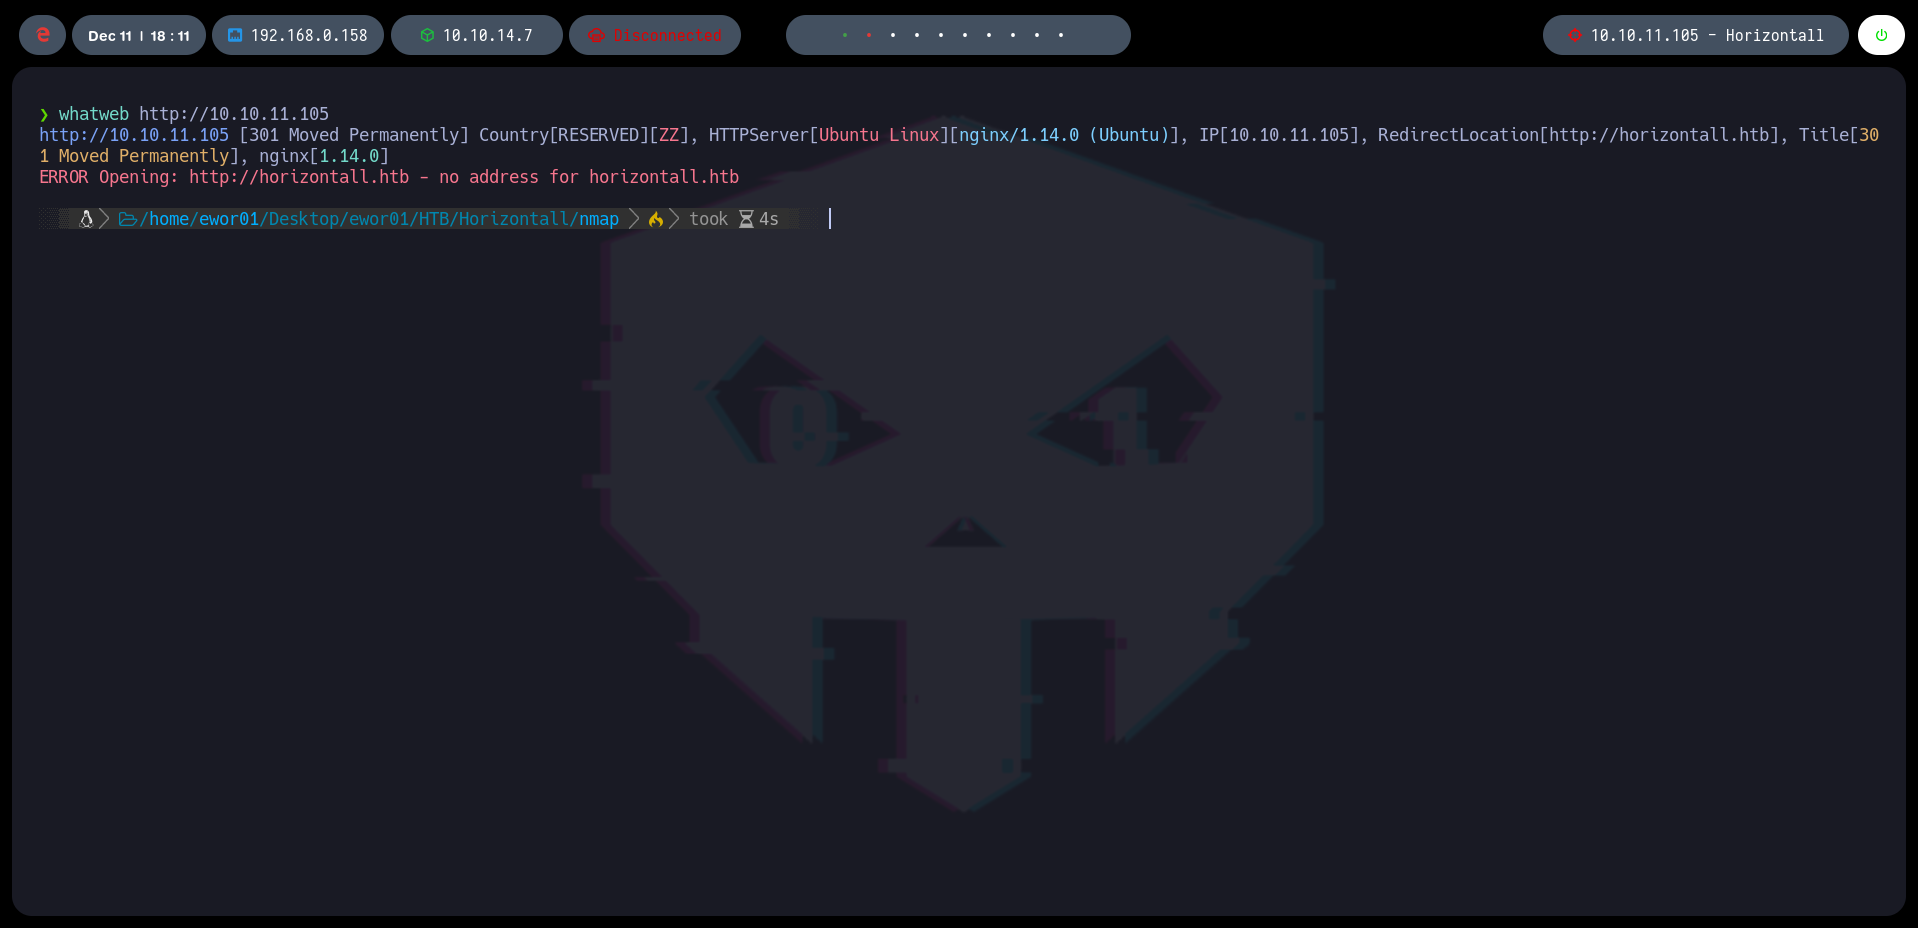 Dec 11 | 18 : 11 192.168.0.158 10.10.14.7 Disconnected 10.10.11.105 - Horizontall
❯ whatweb http://10.10.11.105
http://10.10.11.105 [301 Moved Permanently] Country[RESERVED][ZZ], HTTPServer[Ubuntu Linux][nginx/1.14.0 (Ubuntu)], IP[10.10.11.105], RedirectLocation[http://horizontall.htb], Title[30
1 Moved Permanently], nginx[1.14.0]
ERROR Opening: http://horizontall.htb - no address for horizontall.htb
/home/ewor01/Desktop/ewor01/HTB/Horizontall/nmap took 4s
0 1